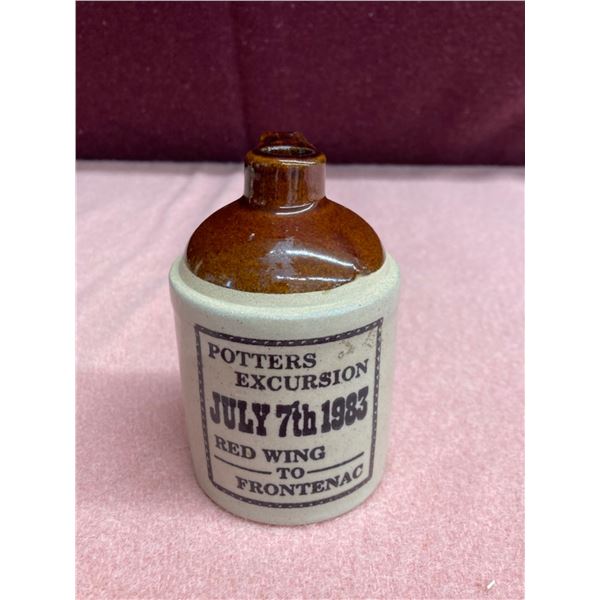 POTTERS
EXCURSION
JULY 7th 1983
RED WING
TO
FRONTENAC